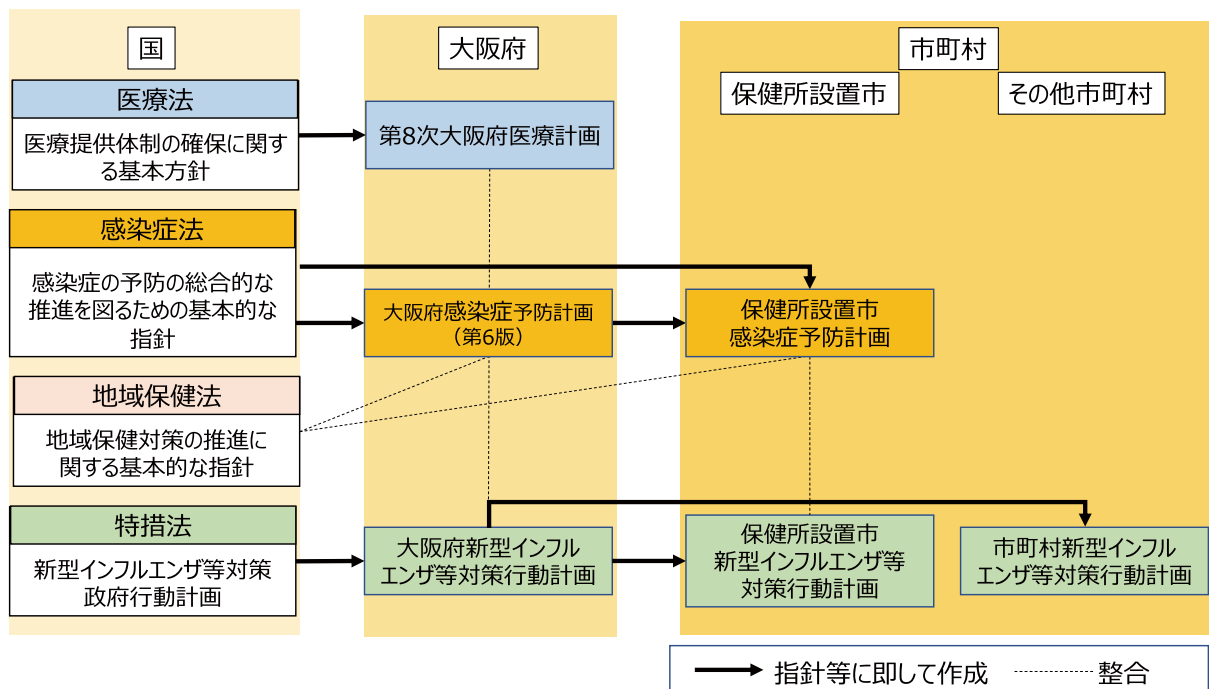 国
大阪府
市町村
保健所設置市
その他市町村
医療法
医療提供体制の確保に関す
る基本方針
第8次大阪府医療計画
感染症法
感染症の予防の総合的な
推進を図るための基本的な
指針
大阪府感染症予防計画
（第6版）
保健所設置市
感染症予防計画
地域保健法
地域保健対策の推進に
関する基本的な指針
特措法
新型インフルエンザ等対策
政府行動計画
大阪府新型インフル
エンザ等対策行動計画
保健所設置市
新型インフルエンザ等
対策行動計画
市町村新型インフル
エンザ等対策行動計画
指針等に即して作成
整合